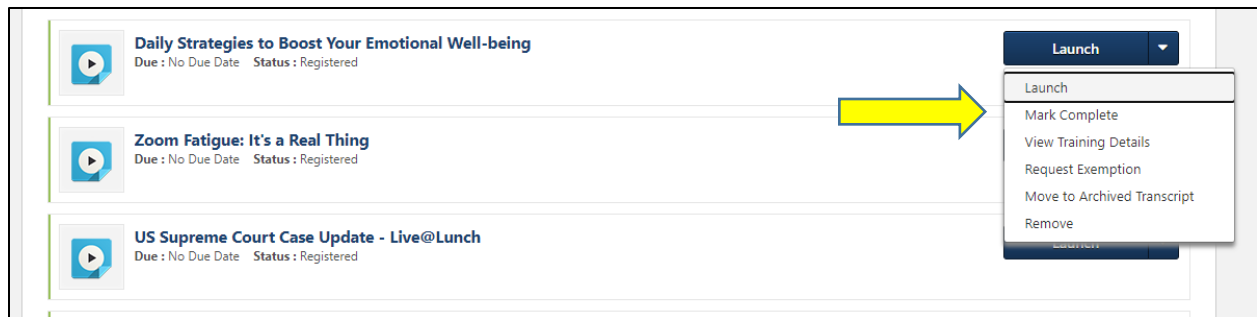 Daily Strategies to Boost Your Emotional Well-being
Due : No Due Date Status : Registered
Launch
Launch
Mark Complete
View Training Details
Request Exemption
Move to Archived Transcript
Remove
Zoom Fatigue: It's a Real Thing
Due : No Due Date Status : Registered
US Supreme Court Case Update - Live@Lunch
Due : No Due Date Status : Registered
Launch